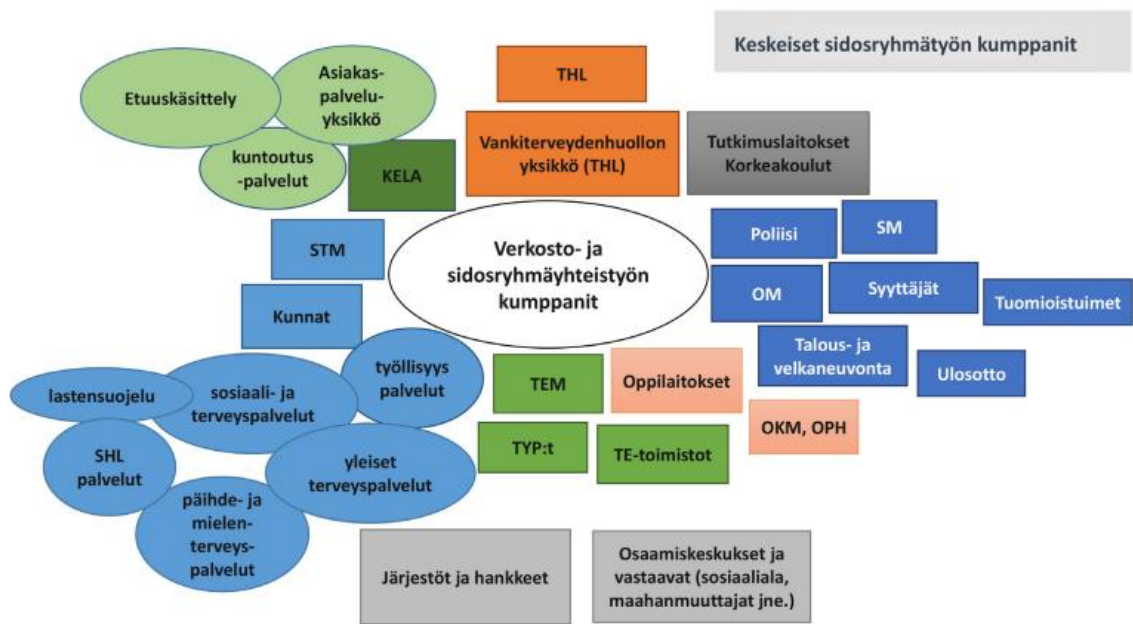 Keskeiset sidosryhmätyön kumppanit
Etuuskäsittely
Asiakas-
palvelu-
yksikkö
kuntoutus
-palvelut
KELA
THL
Vankiterveydenhuollon
yksikkö (THL)
Tutkimuslaitokset
Korkeakoulut
STM
Kunnat
Verkosto- ja
sidosryhmäyhteistyön
kumppanit
Poliisi
SM
OM
Syyttäjät
Tuomioistuimet
Talous- ja
velkaneuvonta
Ulosotto
lastensuojelu
sosiaali- ja
terveyspalvelut
työllisyys
palvelut
SHL
palvelut
yleiset
terveyspalvelut
päihde- ja
mielen-
terveys-
palvelut
TEM
Oppilaitokset
OKM, OPH
TYP:t
TE-toimistot
Järjestöt ja hankkeet
Osaamiskeskukset ja
vastaavat (sosiaaliala,
maahanmuuttajat jne.)